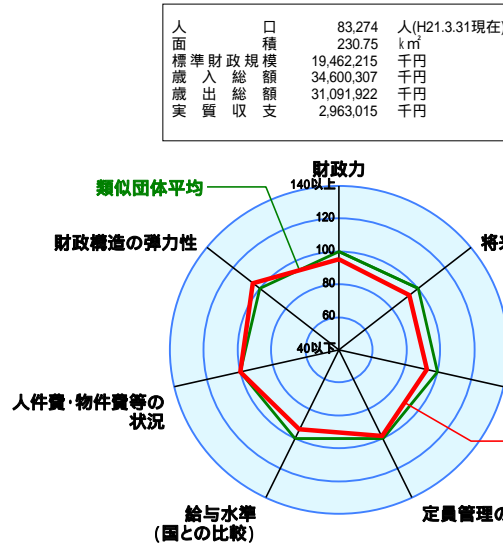 人口 83,274 人(H21.3.31現在)
面積 230.75 k㎡
標準財政規模 19,462,215 千円
歳入総額 34,600,307 千円
歳出総額 31,091,922 千円
実質収支 2,963,015 千円
財政力
140以上
類似団体平均
120
財政構造の弾力性
将来
100
80
60
40以下
人件費・物件費等の
状況
給与水準
(国との比較)
定員管理の